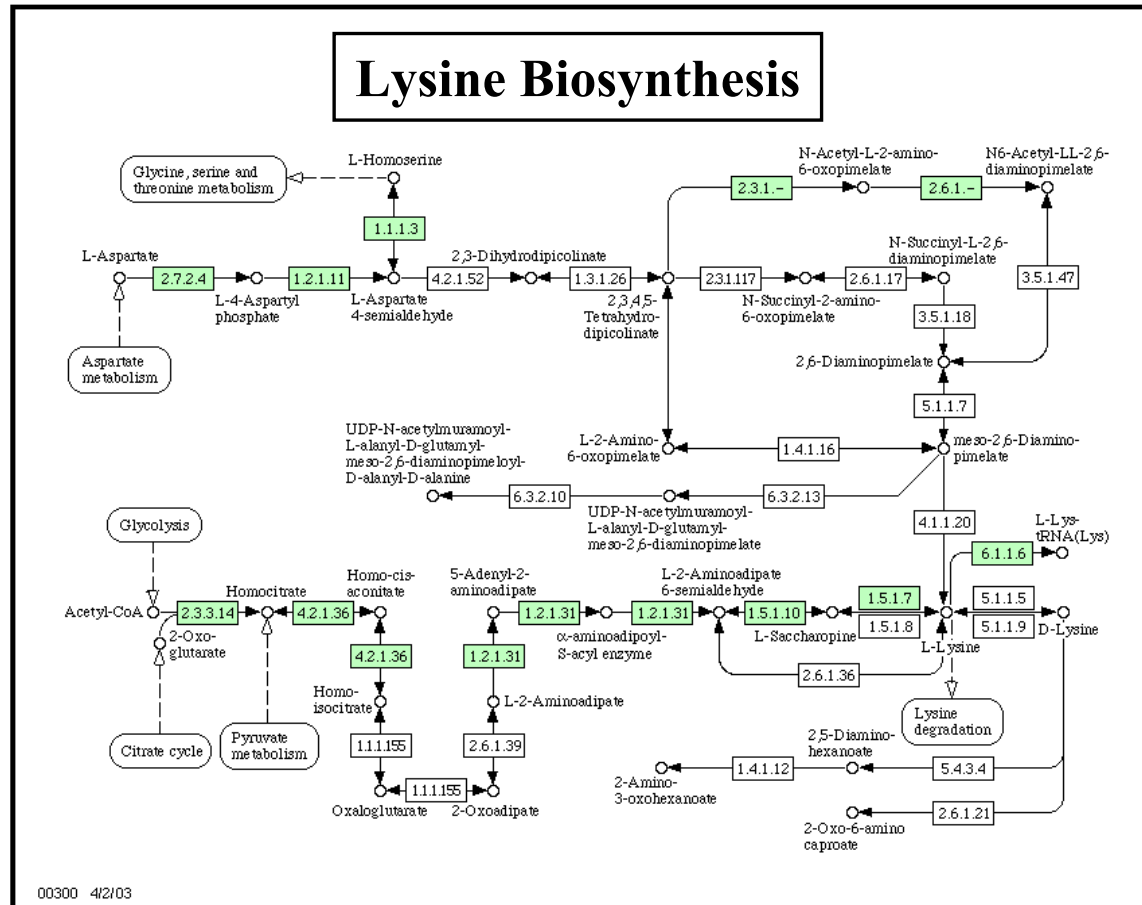 Lysine Biosynthesis
Glycine, serine and
threonine metabolism
L-Homoserine
1.1.1.3
N-Acetyl-L-2-amino-
6-oxopimelate
N6-Acetyl-LL-2,6-
diaminopimelate
2.3.1.-
2.6.1.-
L-Aspartate
2.7.2.4
L-4-Aspartyl
phosphate
1.2.1.11
L-Aspartate
4-semialdehyde
4.2.1.52
2,3-Dihydrodipicolinate
1.3.1.26
2,3,4,5-
Tetrahydro-
dipicolinate
2.3.1.117
N-Succinyl-2-amino-
6-oxopimelate
2.6.1.17
N-Succinyl-L-2,6-
diaminopimelate
3.5.1.47
3.5.1.18
Aspartate
metabolism
2,6-Diaminopimelate
5.1.1.7
UDP-N-acetylmuramoyl-
L-alanyl-D-glutamyl-
meso-2,6-diaminopimeloyl-
D-alanyl-D-alanine
L-2-Amino-
6-oxopimelate
1.4.1.16
meso-2,6-Diamino-
pimelate
6.3.2.10
6.3.2.13
UDP-N-acetylmuramoyl-
L-alanyl-D-glutamyl-
meso-2,6-diaminopimelate
4.1.1.20
L-Lys-
tRNA(Lys)
6.1.1.6
Glycolysis
Acetyl-CoA
2.3.3.14
2-Oxo-
glutarate
Homocitrate
4.2.1.36
Homo-cis-
aconitate
4.2.1.36
5-Adenyl-2-
aminoadipate
1.2.1.31
α-aminoadipoyl-
S-acyl enzyme
1.2.1.31
L-2-Aminoadipate
6-semialdehyde
1.5.1.10
L-Saccharopine
1.5.1.7
1.5.1.8
L-Lysine
5.1.1.5
5.1.1.9
D-Lysine
1.2.1.31
2.6.1.36
Homo-
isocitrate
L-2-Aminoadipate
Citrate cycle
Pyruvate
metabolism
1.1.1.155
2.6.1.39
Lysine
degradation
Oxaloglutarate
1.1.1.155
2-Oxoadipate
2-Amino-
3-oxohexanoate
1.4.1.12
2,5-Diamino-
hexanoate
5.4.3.4
2-Oxo-6-amino
caproate
2.6.1.21
00300 4/2/03